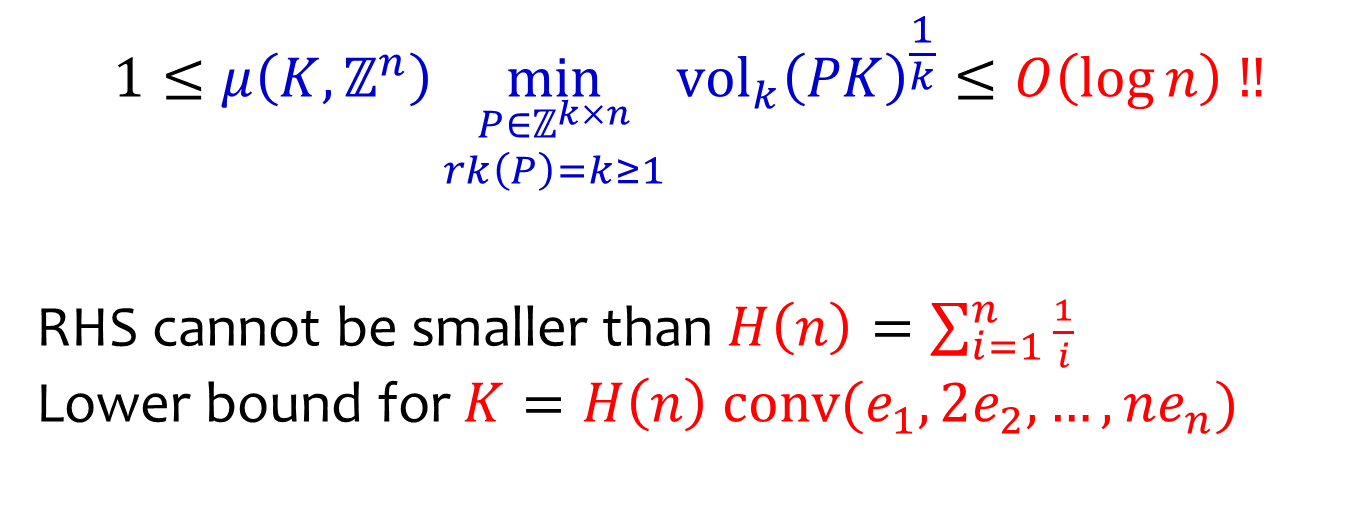 1 ≤ μ(K, ℤⁿ) min vol_k(PK)^{1/k} ≤ O(log n) !!
P∈ℤ^{k×n}
rk(P)=k≥1
RHS cannot be smaller than H(n) = ∑_{i=1}^{n} 1/i
Lower bound for K = H(n) conv(e₁, 2e₂, … , neₙ)